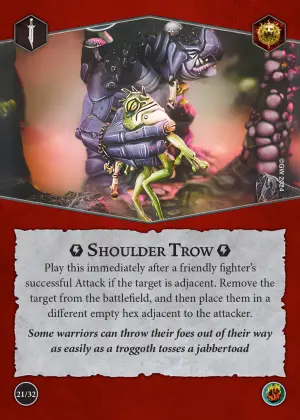 ©GW 2024
SHOULDER TROW
Play this immediately after a friendly fighter's
successful Attack if the target is adjacent. Remove the
target from the battlefield, and then place them in a
different empty hex adjacent to the attacker.
Some warriors can throw their foes out of their way
as easily as a troggoth tosses a jabbertoad
21/32